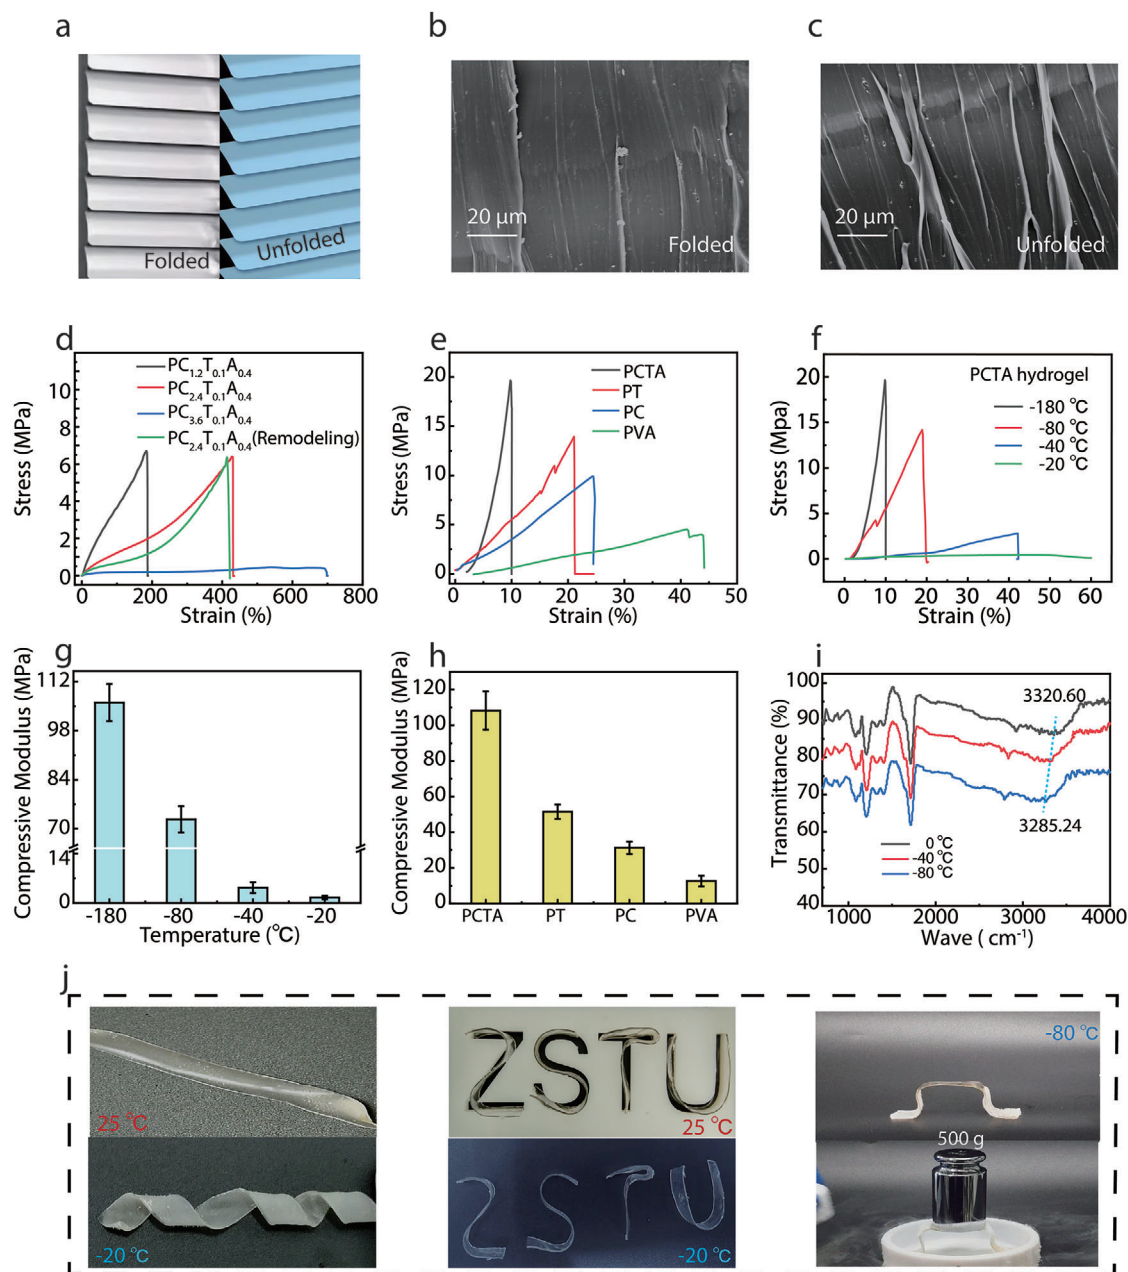 a
b
c
Folded
Unfolded
20 μm
Folded
20 μm
Unfolded
d
e
f
PC1.2T0.1A0.4
PC2.4T0.1A0.4
PC3.6T0.1A0.4
PC2.4T0.1A0.4(Remodeling)
Stress (MPa)
10
8
6
4
2
0
0
200
400
600
800
Strain (%)
PCTA
PT
PC
PVA
Stress (MPa)
20
15
10
5
0
0
10
20
30
40
50
Strain (%)
PCTA hydrogel
-180 °C
-80 °C
-40 °C
-20 °C
Stress (Mpa)
20
15
10
5
0
0
10
20
30
40
50
60
Strain (%)
g
h
i
Compressive Modulus (MPa)
112
98
84
70
14
0
-180
-80
-40
-20
Temperature (°C)
Compressive Modulus (MPa)
120
100
80
60
40
20
0
PCTA
PT
PC
PVA
Transmittance (%)
100
90
80
70
60
50
40
3320.60
3285.24
0 °C
-40 °C
-80 °C
1000
2000
3000
4000
Wave ( cm-1)
j
25 °C
-20 °C
ZSTU
25 °C
ZSTU
-20 °C
-80 °C
500 g